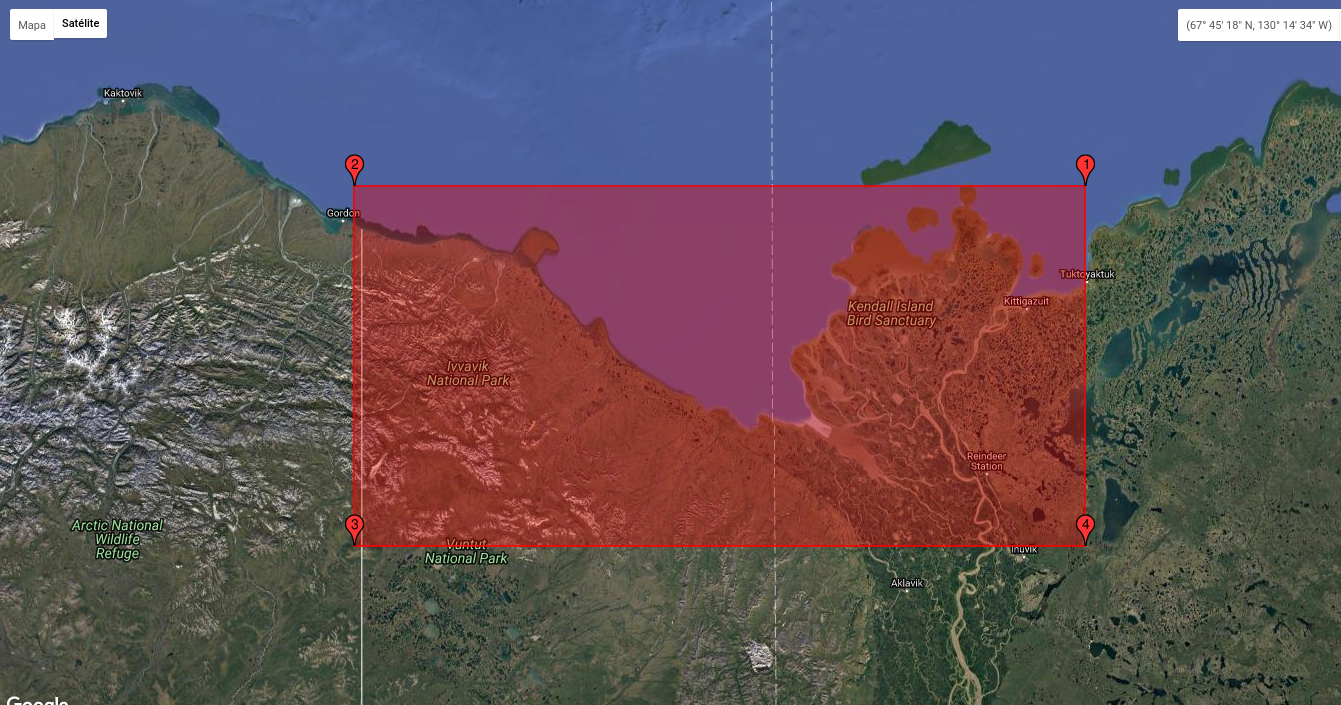 Mapa
Satélite
(67° 45' 18" N, 130° 14' 34" W)
Kaktovik
2
1
Gordon
Tuktoyaktuk
Kittigazuit
Kendall Island
Bird Sanctuary
Ivvavik
National Park
Reindeer
Station
3
4
Arctic National
Wildlife
Refuge
Vuntut
National Park
Inuvik
Aklavik
Google